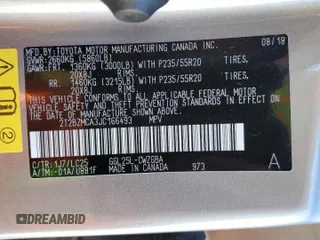 MFD.BY:TOYOTA MOTOR MANUFACTURING CANADA INC. 08/18
GVWR:2660KG (5860LB)
GAWR:FRT. 1360KG (3000LB)WITH P235/55R20 TIRES,
20X8J RIMS,
RR. 1460KG (3215LB)WITH P235/55R20 TIRES,
20X8J RIMS,
THIS VEHICLE CONFORMS TO ALL APPLICABLE FEDERAL MOTOR
VEHICLE SAFETY AND THEFT PREVENTION STANDARDS IN EFFECT
ON THE DATE OF MANUFACTURE SHOWN ABOVE.
2T2BZMCA3JC166493 MPV
C/TR:1J7/LC25 GGL25L-CWZGBA A
A/TM:-01A/U881F MADE IN CANADA 973
DEALER CAR